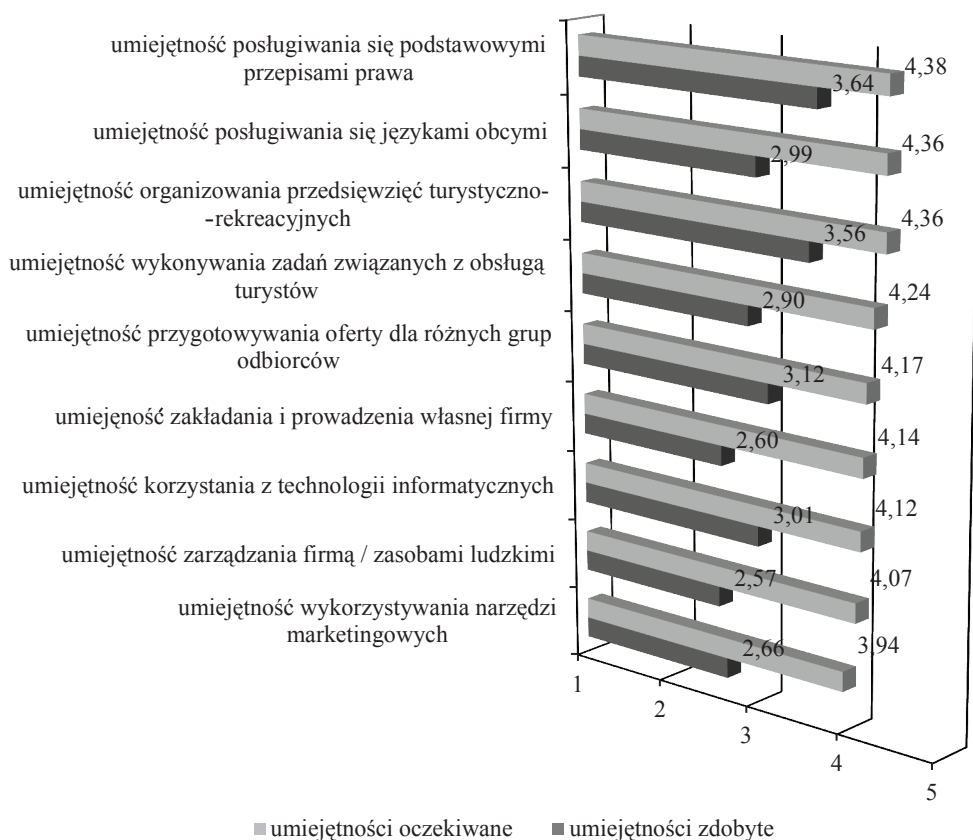 umiejętność posługiwania się podstawowymi
przepisami prawa
4,38
3,64
umiejętność posługiwania się językami obcymi
4,36
2,99
umiejętność organizowania przedsięwzięć turystyczno-
-rekreacyjnych
4,36
3,56
umiejętność wykonywania zadań związanych z obsługą
turystów
4,24
2,90
umiejętność przygotowywania oferty dla różnych grup
odbiorców
4,17
3,12
umiejęność zakładania i prowadzenia własnej firmy
4,14
2,60
umiejętność korzystania z technologii informatycznych
4,12
3,01
umiejętność zarządzania firmą / zasobami ludzkimi
4,07
2,57
umiejętność wykorzystywania narzędzi
marketingowych
3,94
2,66
1
2
3
4
5
umiejętności oczekiwane
umiejętności zdobyte